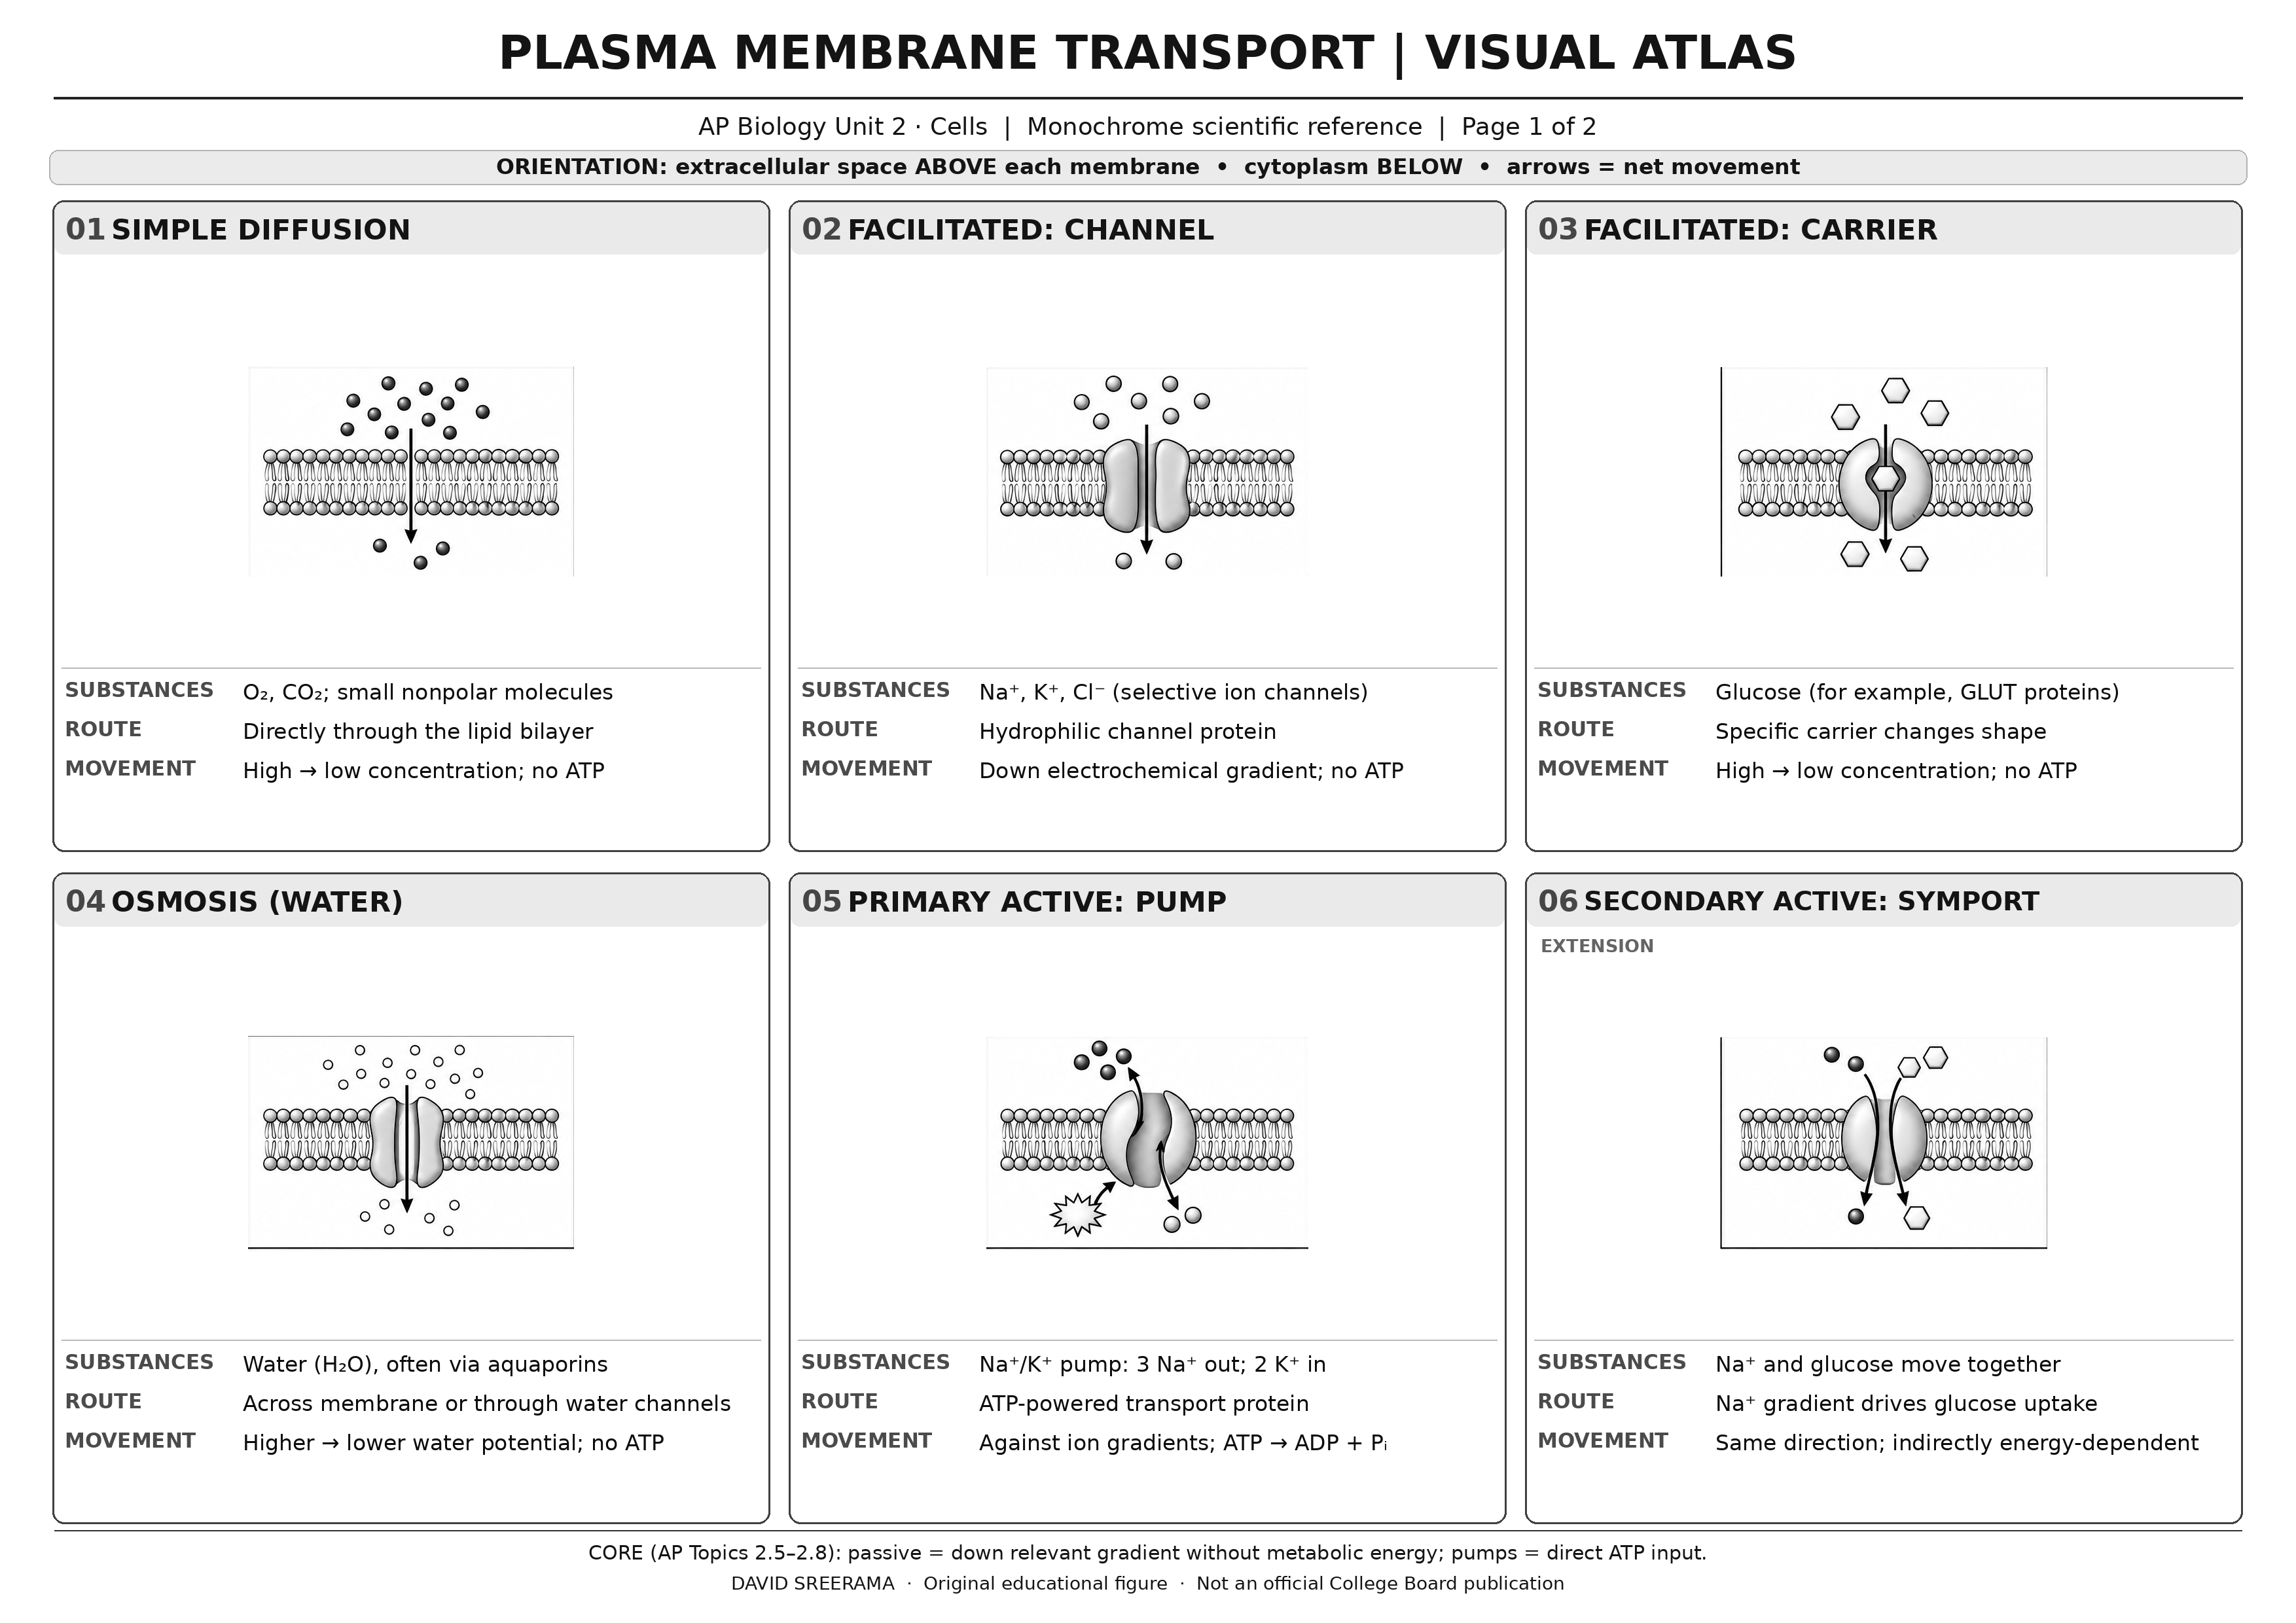 PLASMA MEMBRANE TRANSPORT | VISUAL ATLAS
AP Biology Unit 2 · Cells | Monochrome scientific reference | Page 1 of 2
ORIENTATION: extracellular space ABOVE each membrane • cytoplasm BELOW • arrows = net movement
01 SIMPLE DIFFUSION
SUBSTANCES O₂, CO₂; small nonpolar molecules
ROUTE Directly through the lipid bilayer
MOVEMENT High → low concentration; no ATP
02 FACILITATED: CHANNEL
SUBSTANCES Na⁺, K⁺, Cl⁻ (selective ion channels)
ROUTE Hydrophilic channel protein
MOVEMENT Down electrochemical gradient; no ATP
03 FACILITATED: CARRIER
SUBSTANCES Glucose (for example, GLUT proteins)
ROUTE Specific carrier changes shape
MOVEMENT High → low concentration; no ATP
04 OSMOSIS (WATER)
SUBSTANCES Water (H₂O), often via aquaporins
ROUTE Across membrane or through water channels
MOVEMENT Higher → lower water potential; no ATP
05 PRIMARY ACTIVE: PUMP
SUBSTANCES Na⁺/K⁺ pump: 3 Na⁺ out; 2 K⁺ in
ROUTE ATP-powered transport protein
MOVEMENT Against ion gradients; ATP → ADP + Pᵢ
06 SECONDARY ACTIVE: SYMPORT
EXTENSION
SUBSTANCES Na⁺ and glucose move together
ROUTE Na⁺ gradient drives glucose uptake
MOVEMENT Same direction; indirectly energy-dependent
CORE (AP Topics 2.5–2.8): passive = down relevant gradient without metabolic energy; pumps = direct ATP input.
DAVID SREERAMA · Original educational figure · Not an official College Board publication